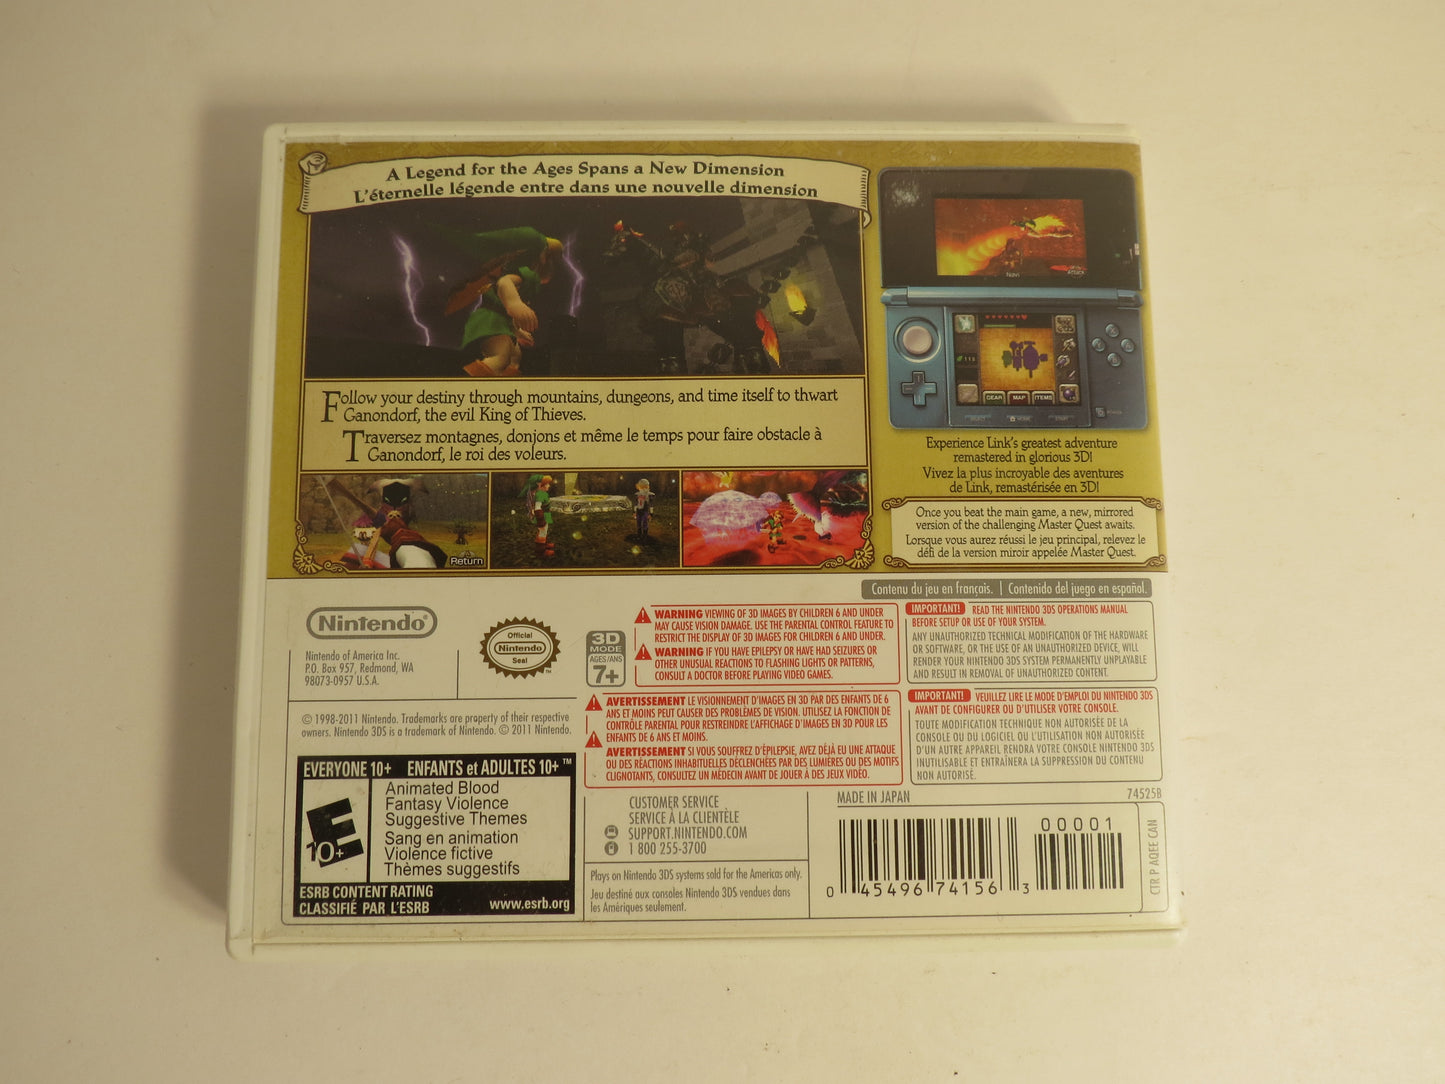 A Legend for the Ages Spans a New Dimension
L'éternelle légende entre dans une nouvelle dimension
Follow your destiny through mountains, dungeons, and time itself to thwart
Ganondorf, the evil King of Thieves.
Traversez montagnes, donjons et même le temps pour faire obstacle à
Ganondorf, le roi des voleurs.
Return
Navi
Attack
GEAR
MAP
ITEMS
SELECT
HOME
START
POWER
Experience Link's greatest adventure
remastered in glorious 3D!
Vivez la plus incroyable des aventures
de Link, remastérisée en 3D!
Once you beat the main game, a new, mirrored
version of the challenging Master Quest awaits.
Lorsque vous aurez réussi le jeu principal, relevez le
défi de la version miroir appelée Master Quest.
Contenu du jeu en français. | Contenido del juego en español.
Nintendo®
Nintendo of America Inc.
P.O. Box 957, Redmond, WA
98073-0957 U.S.A.
Official
Nintendo
Seal
™
3D
MODE
AGES/ANS
7+
WARNING VIEWING OF 3D IMAGES BY CHILDREN 6 AND UNDER
MAY CAUSE VISION DAMAGE. USE THE PARENTAL CONTROL FEATURE TO
RESTRICT THE DISPLAY OF 3D IMAGES FOR CHILDREN 6 AND UNDER.
WARNING IF YOU HAVE EPILEPSY OR HAVE HAD SEIZURES OR
OTHER UNUSUAL REACTIONS TO FLASHING LIGHTS OR PATTERNS,
CONSULT A DOCTOR BEFORE PLAYING VIDEO GAMES.
AVERTISSEMENT LE VISIONNEMENT D'IMAGES EN 3D PAR DES ENFANTS DE 6
ANS ET MOINS PEUT CAUSER DES PROBLÈMES DE VISION. UTILISEZ LA FONCTION DE
CONTRÔLE PARENTAL POUR RESTREINDRE L'AFFICHAGE D'IMAGES EN 3D POUR LES
ENFANTS DE 6 ANS ET MOINS.
AVERTISSEMENT SI VOUS SOUFFREZ D'ÉPILEPSIE, AVEZ DÉJÀ EU UNE ATTAQUE
OU DES RÉACTIONS INHABITUELLES DÉCLENCHÉES PAR DES LUMIÈRES OU DES MOTIFS
CLIGNOTANTS, CONSULTEZ UN MÉDECIN AVANT DE JOUER À DES JEUX VIDÉO.
IMPORTANT! READ THE NINTENDO 3DS OPERATIONS MANUAL
BEFORE SETUP OR USE OF YOUR SYSTEM.
ANY UNAUTHORIZED TECHNICAL MODIFICATION OF THE HARDWARE
OR SOFTWARE, OR THE USE OF AN UNAUTHORIZED DEVICE, WILL
RENDER YOUR NINTENDO 3DS SYSTEM PERMANENTLY UNPLAYABLE
AND RESULT IN REMOVAL OF UNAUTHORIZED CONTENT.
IMPORTANT! VEUILLEZ LIRE LE MODE D'EMPLOI DU NINTENDO 3DS
AVANT DE CONFIGURER OU D'UTILISER VOTRE CONSOLE.
TOUTE MODIFICATION TECHNIQUE NON AUTORISÉE DE LA
CONSOLE OU DU LOGICIEL OU L'UTILISATION NON AUTORISÉE
D'UN AUTRE APPAREIL RENDRA VOTRE CONSOLE NINTENDO 3DS
INUTILISABLE ET ENTRAÎNERA LA SUPPRESSION DU CONTENU
NON AUTORISÉ.
© 1998-2011 Nintendo. Trademarks are property of their respective
owners. Nintendo 3DS is a trademark of Nintendo. © 2011 Nintendo.
EVERYONE 10+ ENFANTS et ADULTES 10+ ™
E
10+
Animated Blood
Fantasy Violence
Suggestive Themes
Sang en animation
Violence fictive
Thèmes suggestifs
ESRB CONTENT RATING
CLASSIFIÉ PAR L'ESRB
www.esrb.org
CUSTOMER SERVICE
SERVICE À LA CLIENTÈLE
SUPPORT.NINTENDO.COM
1 800 255-3700
Plays on Nintendo 3DS systems sold for the Americas only.
Jeu destiné aux consoles Nintendo 3DS vendues dans
les Amériques seulement.
MADE IN JAPAN
74525B
00001
0 45496 74156 3
CTR P AQEE CAN